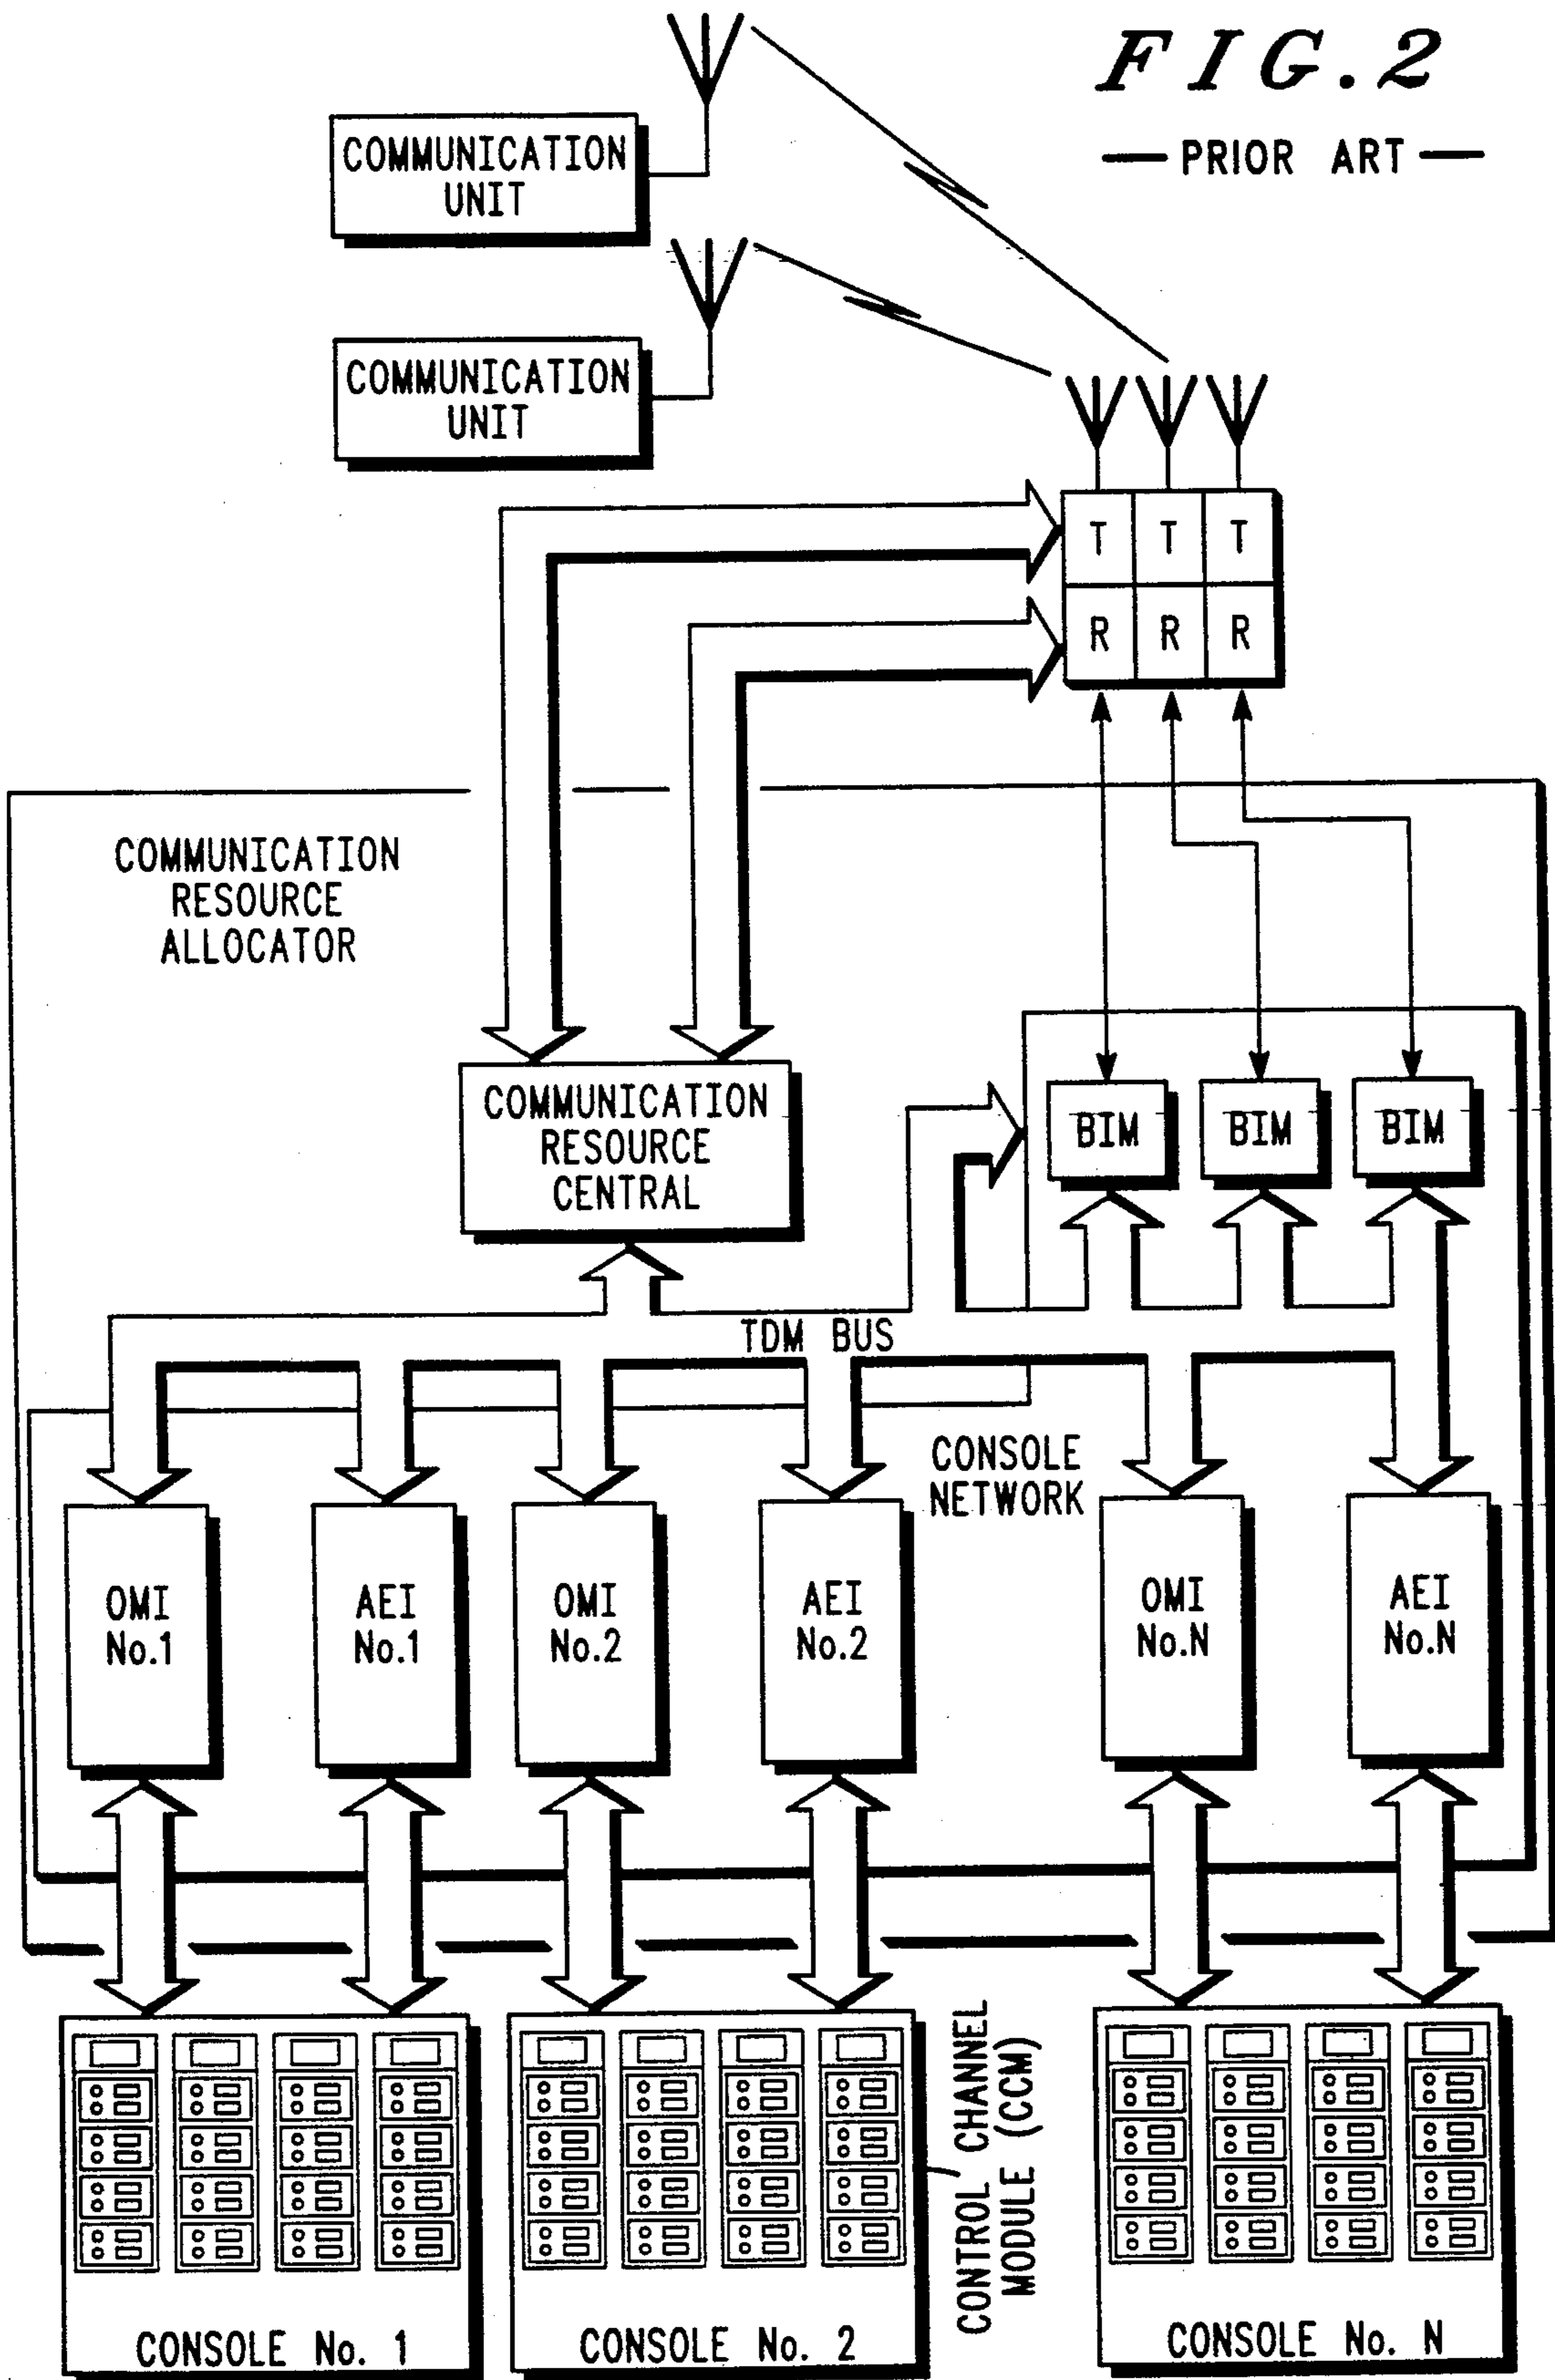 FIG.2
— PRIOR ART —
COMMUNICATION
UNIT
COMMUNICATION
UNIT
T T T
R R R
COMMUNICATION
RESOURCE
ALLOCATOR
COMMUNICATION
RESOURCE
CENTRAL
BIM BIM BIM
TDM BUS
CONSOLE
NETWORK
OMI
No.1
AEI
No.1
OMI
No.2
AEI
No.2
OMI
No.N
AEI
No.N
CONTROL CHANNEL
MODULE (CCM)
CONSOLE No. 1
CONSOLE No. 2
CONSOLE No. N